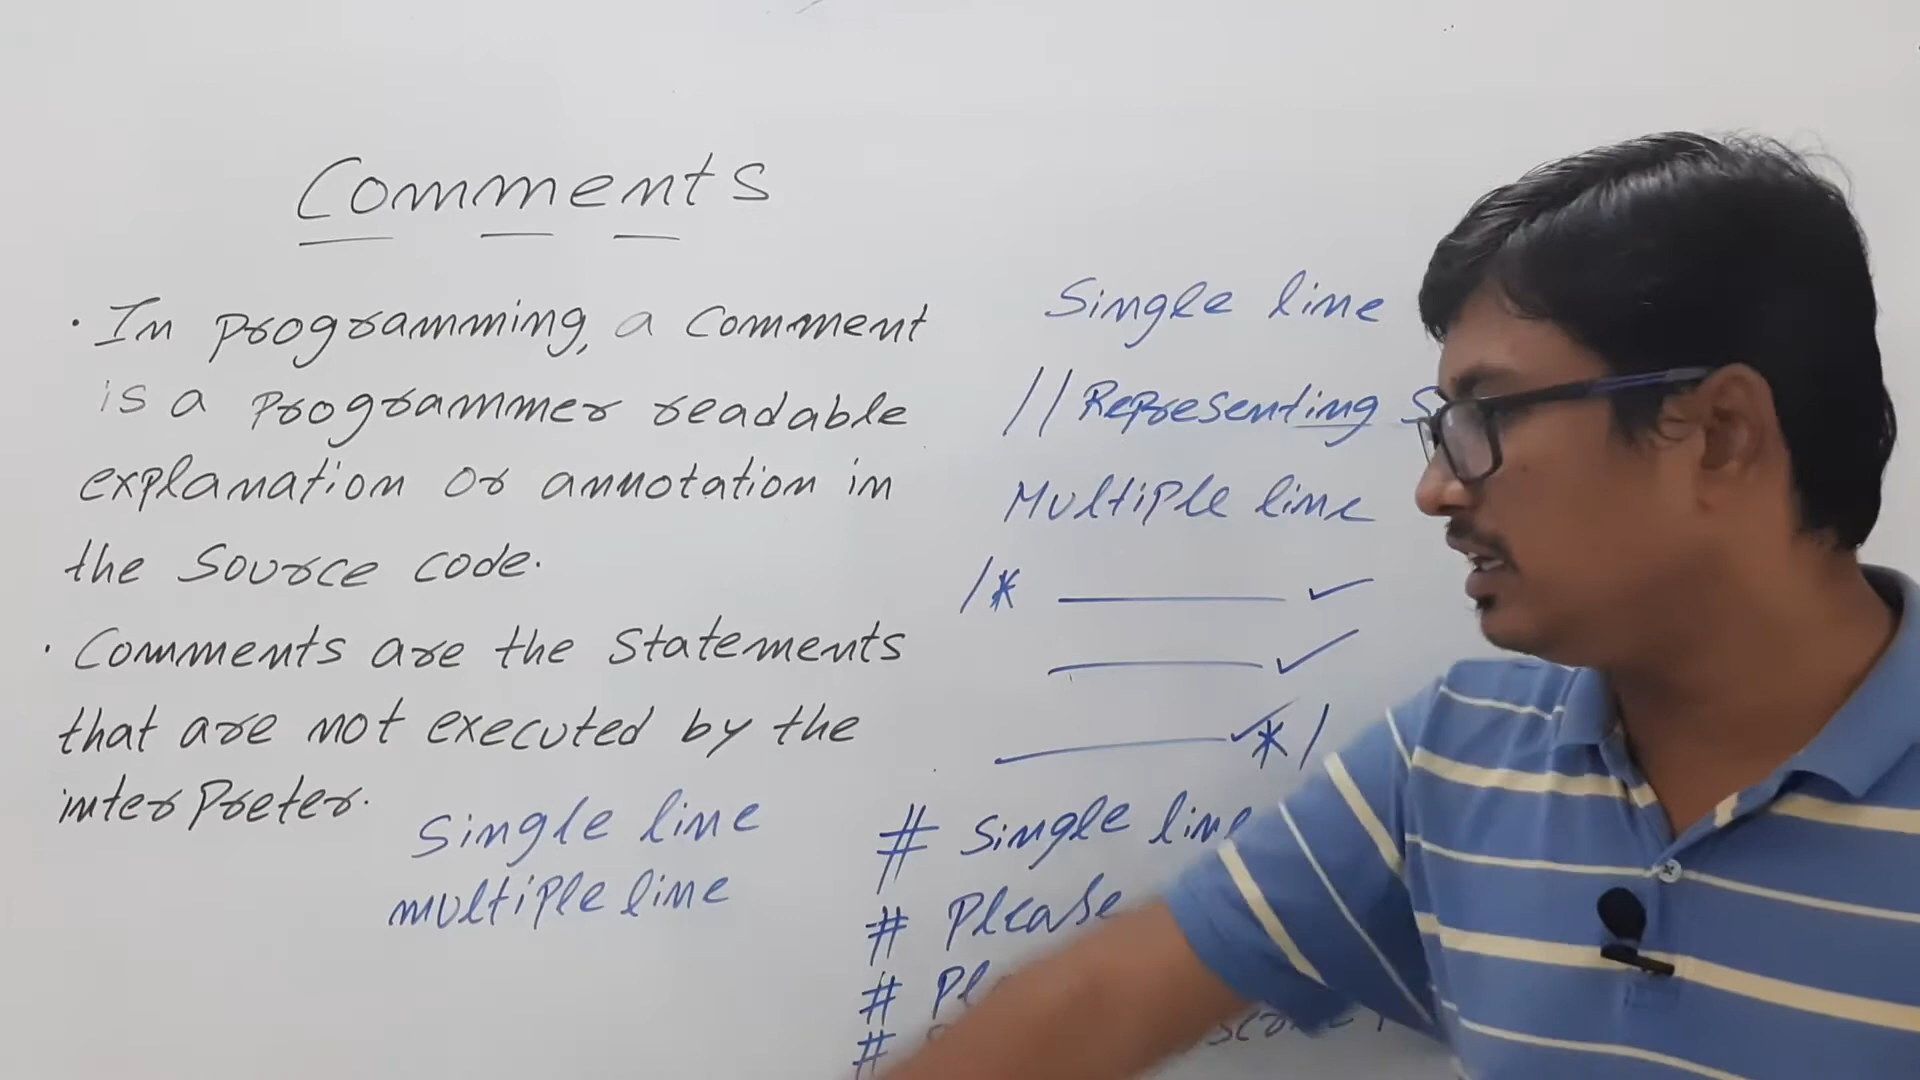 Comments
· In programming, a comment
is a programmer readable
explanation or annotation in
the source code.
· Comments are the statements
that are not executed by the
interpreter.
Single line
multiple line
Single line
// Representing
Multiple line
/*
*/
# Single line
# Please
#
#